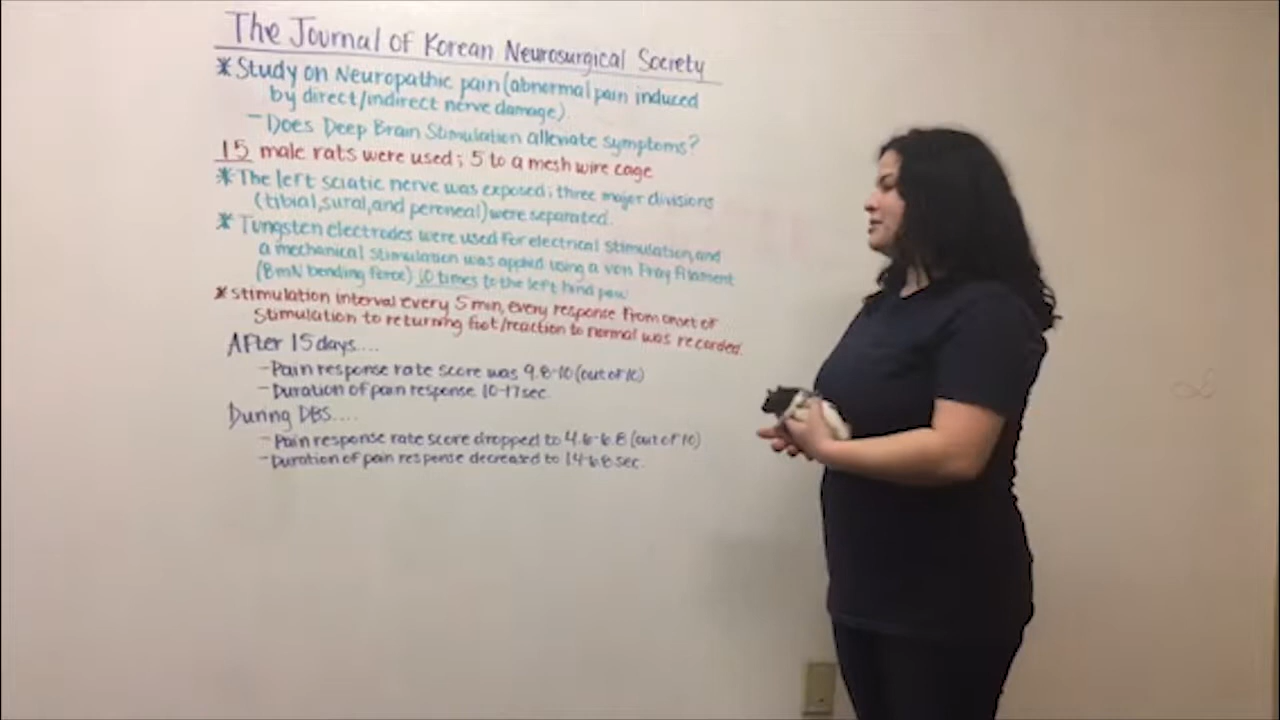 The Journal of Korean Neurosurgical Society
* Study on Neuropathic pain (abnormal pain induced
by direct/indirect nerve damage)
- Does Deep Brain Stimulation alleviate symptoms?
15 male rats were used; 5 to a mesh wire cage
* The left sciatic nerve was exposed; three major divisions
(tibial, sural, and peroneal) were separated.
* Tungsten electrodes were used for electrical stimulation, and
a mechanical stimulation was applied using a von Fray Filament
(8mN bending force) 10 times to the left hind paw
* stimulation interval every 5 min, every response from onset of
stimulation to returning foot/reaction to normal was recorded.
After 15 days....
- Pain response rate score was 9.8-10 (out of 10)
- Duration of pain response 10-17 sec
During DBS....
- Pain response rate score dropped to 4.6-6.8 (out of 10)
- Duration of pain response decreased to 1.4-6.8 sec.